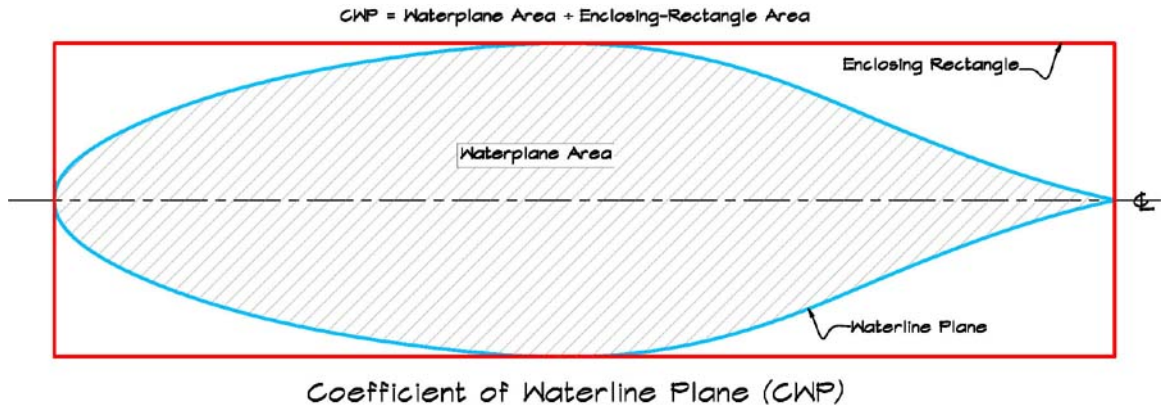 CWP = Waterplane Area ÷ Enclosing-Rectangle Area
Enclosing Rectangle
Waterplane Area
℄
Waterline Plane
Coefficient of Waterline Plane (CWP)